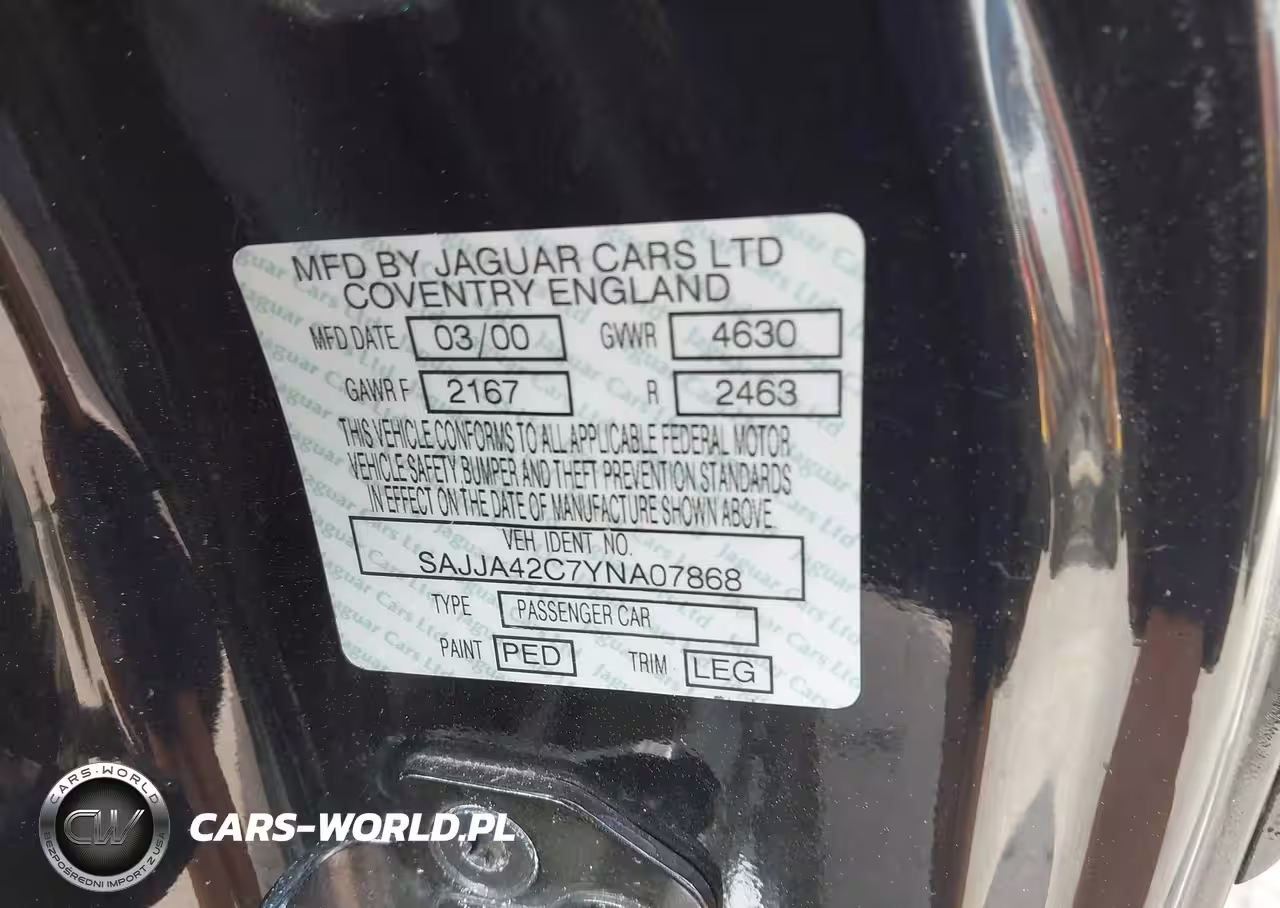 MFD BY JAGUAR CARS LTD
COVENTRY ENGLAND
MFD DATE 03/00 GVWR 4630
GAWR F 2167 R 2463
THIS VEHICLE CONFORMS TO ALL APPLICABLE FEDERAL MOTOR
VEHICLE SAFETY BUMPER AND THEFT PREVENTION STANDARDS
IN EFFECT ON THE DATE OF MANUFACTURE SHOWN ABOVE.
VEH. IDENT NO.
SAJJA42C7YNA07868
TYPE PASSENGER CAR
PAINT PED TRIM LEG
CARS-WORLD
CW
BEZPOŚREDNI IMPORT Z USA
CARS-WORLD.PL